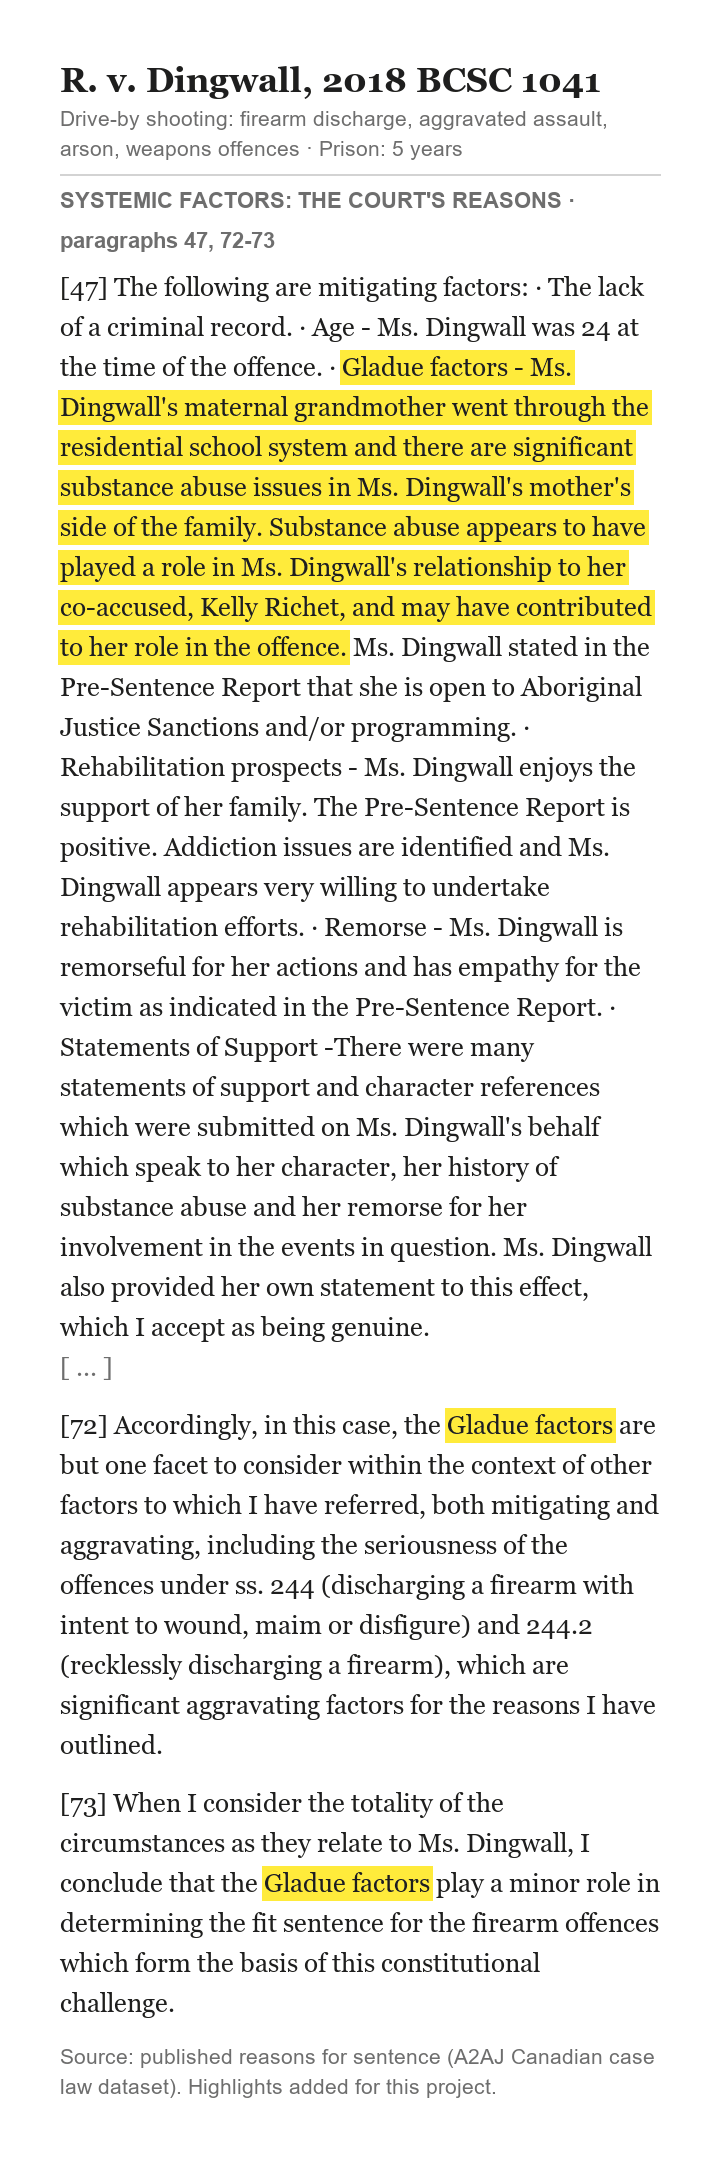 R. v. Dingwall, 2018 BCSC 1041
Drive-by shooting: firearm discharge, aggravated assault,
arson, weapons offences · Prison: 5 years
SYSTEMIC FACTORS: THE COURT'S REASONS ·
paragraphs 47, 72-73
[47] The following are mitigating factors: · The lack
of a criminal record. · Age - Ms. Dingwall was 24 at
the time of the offence. · Gladue factors - Ms.
Dingwall's maternal grandmother went through the
residential school system and there are significant
substance abuse issues in Ms. Dingwall's mother's
side of the family. Substance abuse appears to have
played a role in Ms. Dingwall's relationship to her
co-accused, Kelly Richet, and may have contributed
to her role in the offence. Ms. Dingwall stated in the
Pre-Sentence Report that she is open to Aboriginal
Justice Sanctions and/or programming. ·
Rehabilitation prospects - Ms. Dingwall enjoys the
support of her family. The Pre-Sentence Report is
positive. Addiction issues are identified and Ms.
Dingwall appears very willing to undertake
rehabilitation efforts. · Remorse - Ms. Dingwall is
remorseful for her actions and has empathy for the
victim as indicated in the Pre-Sentence Report. ·
Statements of Support -There were many
statements of support and character references
which were submitted on Ms. Dingwall's behalf
which speak to her character, her history of
substance abuse and her remorse for her
involvement in the events in question. Ms. Dingwall
also provided her own statement to this effect,
which I accept as being genuine.
[ ... ]
[72] Accordingly, in this case, the Gladue factors are
but one facet to consider within the context of other
factors to which I have referred, both mitigating and
aggravating, including the seriousness of the
offences under ss. 244 (discharging a firearm with
intent to wound, maim or disfigure) and 244.2
(recklessly discharging a firearm), which are
significant aggravating factors for the reasons I have
outlined.
[73] When I consider the totality of the
circumstances as they relate to Ms. Dingwall, I
conclude that the Gladue factors play a minor role in
determining the fit sentence for the firearm offences
which form the basis of this constitutional
challenge.
Source: published reasons for sentence (A2AJ Canadian case
law dataset). Highlights added for this project.